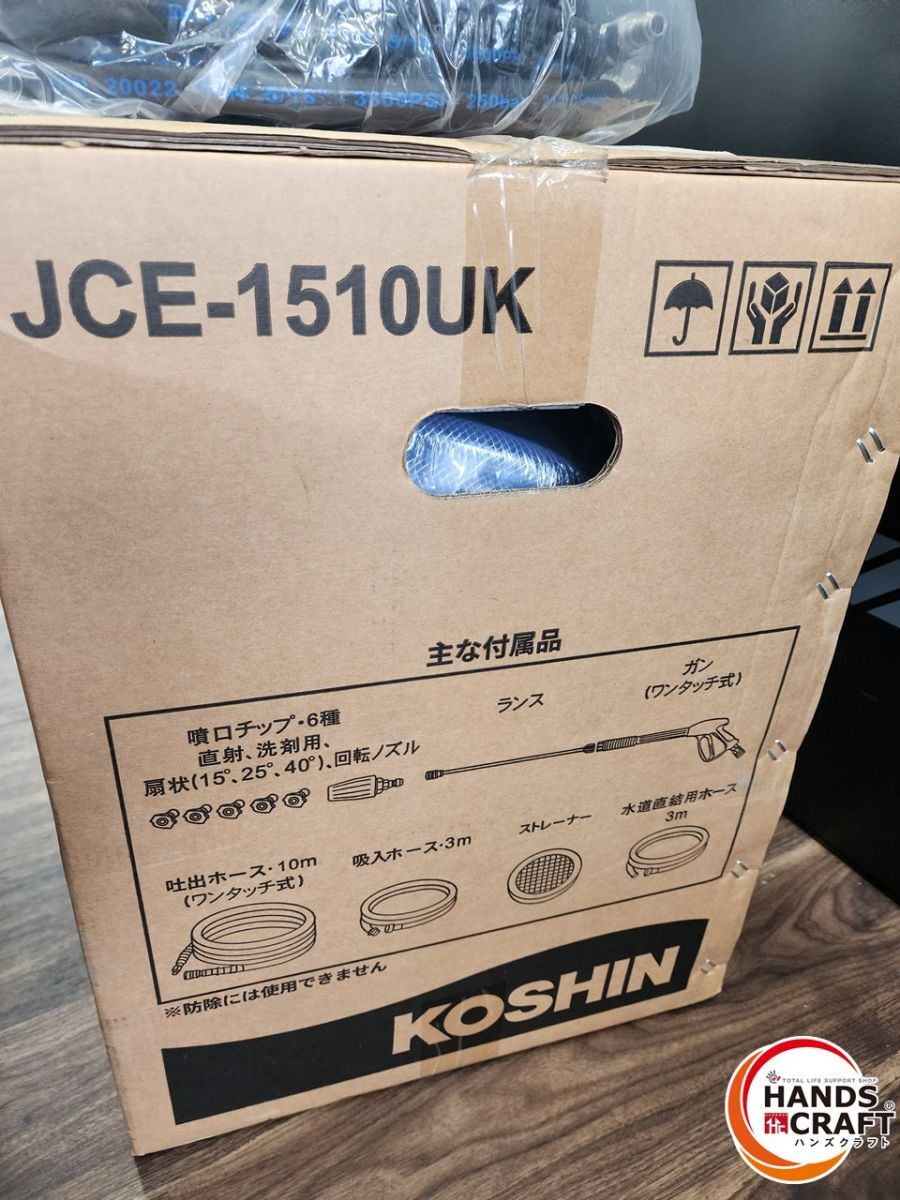 20022
3/16" 3300PSI 250bar
JCE-1510UK
主な付属品
噴口チップ・6種
直射、洗剤用、
扇状(15°、25°、40°)、回転ノズル
ランス
ガン
(ワンタッチ式)
吐出ホース・10m
(ワンタッチ式)
吸入ホース・3m
ストレーナー
水道直結用ホース
3m
※防除には使用できません
KOSHIN
TOTAL LIFE SUPPORT SHOP
HANDS
CRAFT
ハンズクラフト